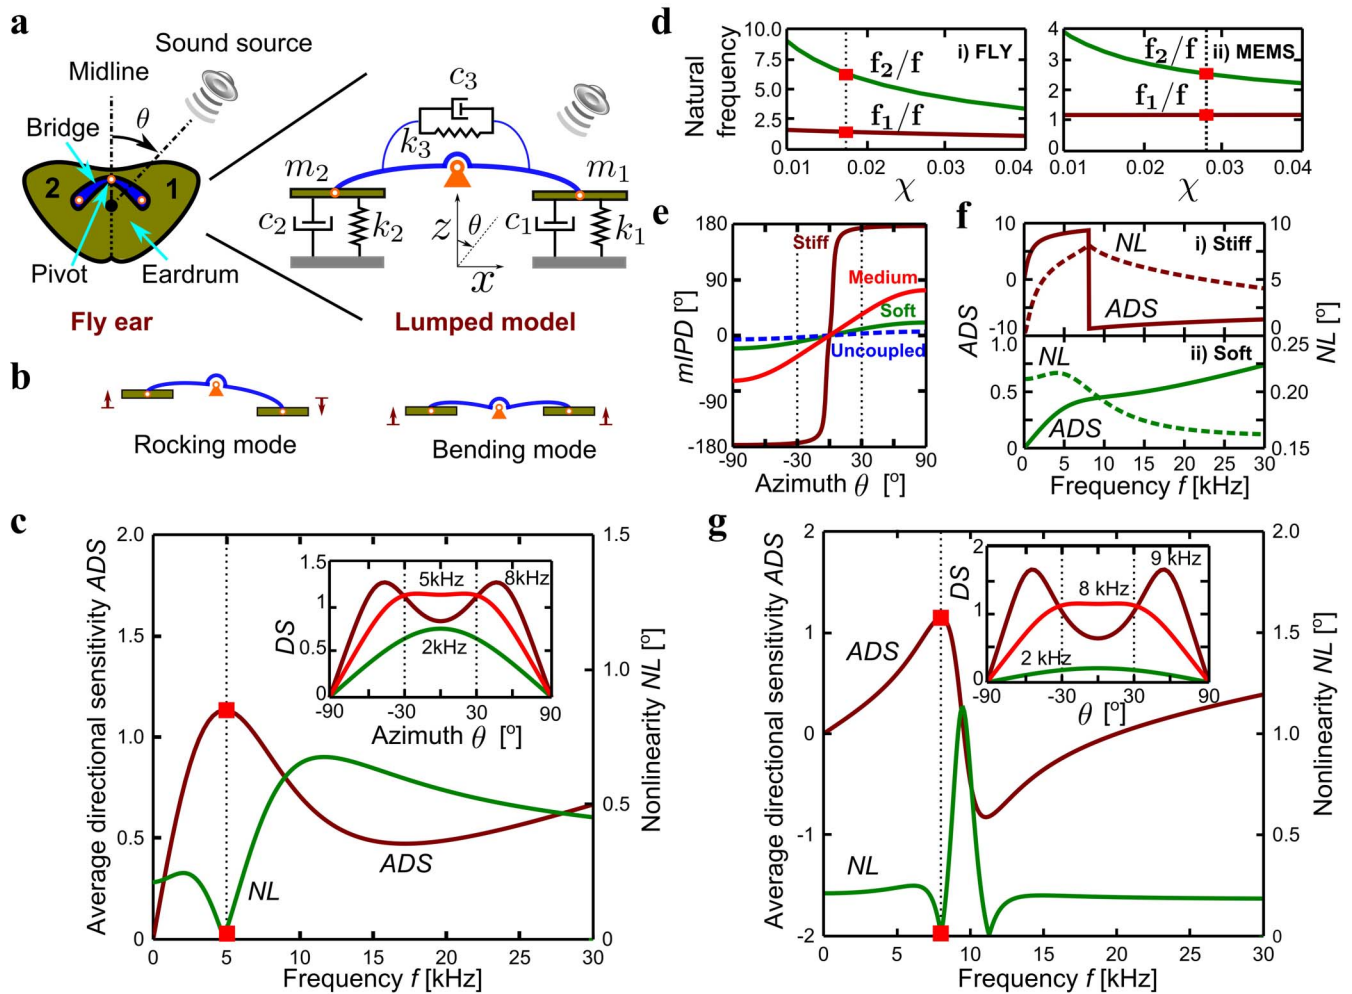 a
Sound source
Midline
θ
Bridge
2
1
Pivot
Eardrum
Fly ear
c3
k3
m2
m1
c2
k2
z
θ
x
c1
k1
Lumped model
b
Rocking mode
Bending mode
c
Average directional sensitivity ADS
2.0
1.5
1.0
0.5
0
0
5
10
15
20
25
30
Frequency f [kHz]
Nonlinearity NL [º]
1.5
1.0
0.5
0
ADS
NL
DS
1.5
1
0.5
0
5kHz
8kHz
2kHz
-90
-30
30
90
Azimuth θ [º]
d
Natural frequency
10.0
7.5
5.0
2.5
0
i) FLY
f2/f
f1/f
0.01
0.02
0.03
0.04
χ
4
3
2
1
0
ii) MEMS
f2/f
f1/f
0.01
0.02
0.03
0.04
χ
e
mIPD [º]
180
90
0
-90
-180
Stiff
Medium
Soft
Uncoupled
-90
-30
30
90
Azimuth θ [º]
f
ADS
10
0
-10
i) Stiff
NL
ADS
10
5
0
NL [º]
1.0
0.5
0
ii) Soft
NL
ADS
0.25
0.20
0.15
0
5
10
15
20
25
30
Frequency f [kHz]
g
Average directional sensitivity ADS
2
1
0
-1
-2
0
5
10
15
20
25
30
Frequency f [kHz]
Nonlinearity NL [º]
2.0
1.5
1.0
0.5
0
ADS
NL
DS
2
1
0
9 kHz
8 kHz
2 kHz
-90
-30
30
90
θ [º]